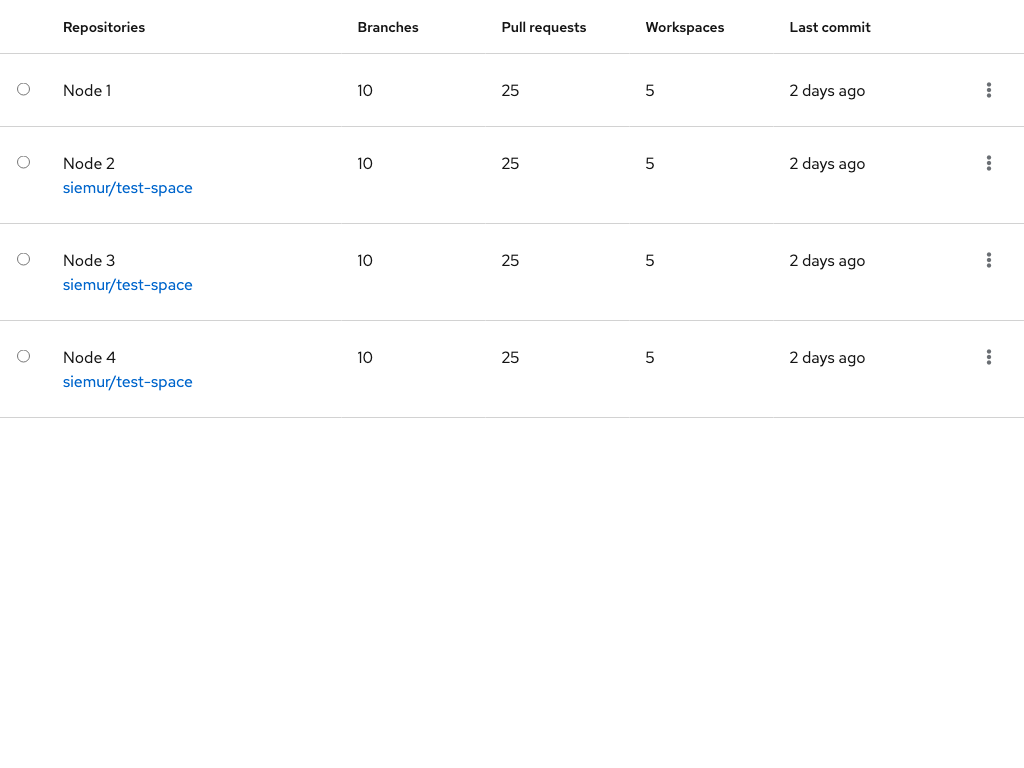 Repositories Branches Pull requests Workspaces Last commit
Node 1 10 25 5 2 days ago
Node 2 10 25 5 2 days ago
siemur/test-space
Node 3 10 25 5 2 days ago
siemur/test-space
Node 4 10 25 5 2 days ago
siemur/test-space